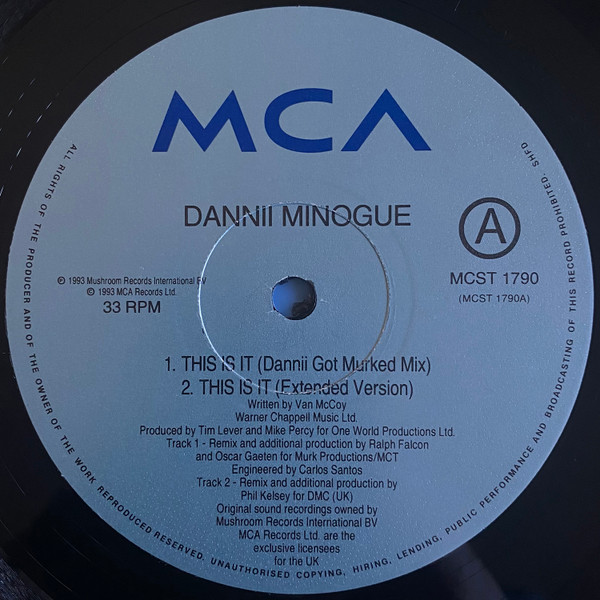 MCA
DANNII MINOGUE
A
MCST 1790
(MCST 1790A)
℗ 1993 Mushroom Records International BV
© 1993 MCA Records Ltd.
33 RPM
1. THIS IS IT (Dannii Got Murked Mix)
2. THIS IS IT (Extended Version)
Written by Van McCoy
Warner Chappell Music Ltd.
Produced by Tim Lever and Mike Percy for One World Productions Ltd.
Track 1 - Remix and additional production by Ralph Falcon
and Oscar Gaeten for Murk Productions/MCT
Engineered by Carlos Santos
Track 2 - Remix and additional production by
Phil Kelsey for DMC (UK)
Original sound recordings owned by
Mushroom Records International BV
MCA Records Ltd. are the
exclusive licensees
for the UK
ALL RIGHTS OF THE PRODUCER AND OF THE OWNER OF THE WORK REPRODUCED RESERVED. UNAUTHORISED COPYING, HIRING, LENDING, PUBLIC PERFORMANCE AND BROADCASTING OF THIS RECORD PROHIBITED. SHFD